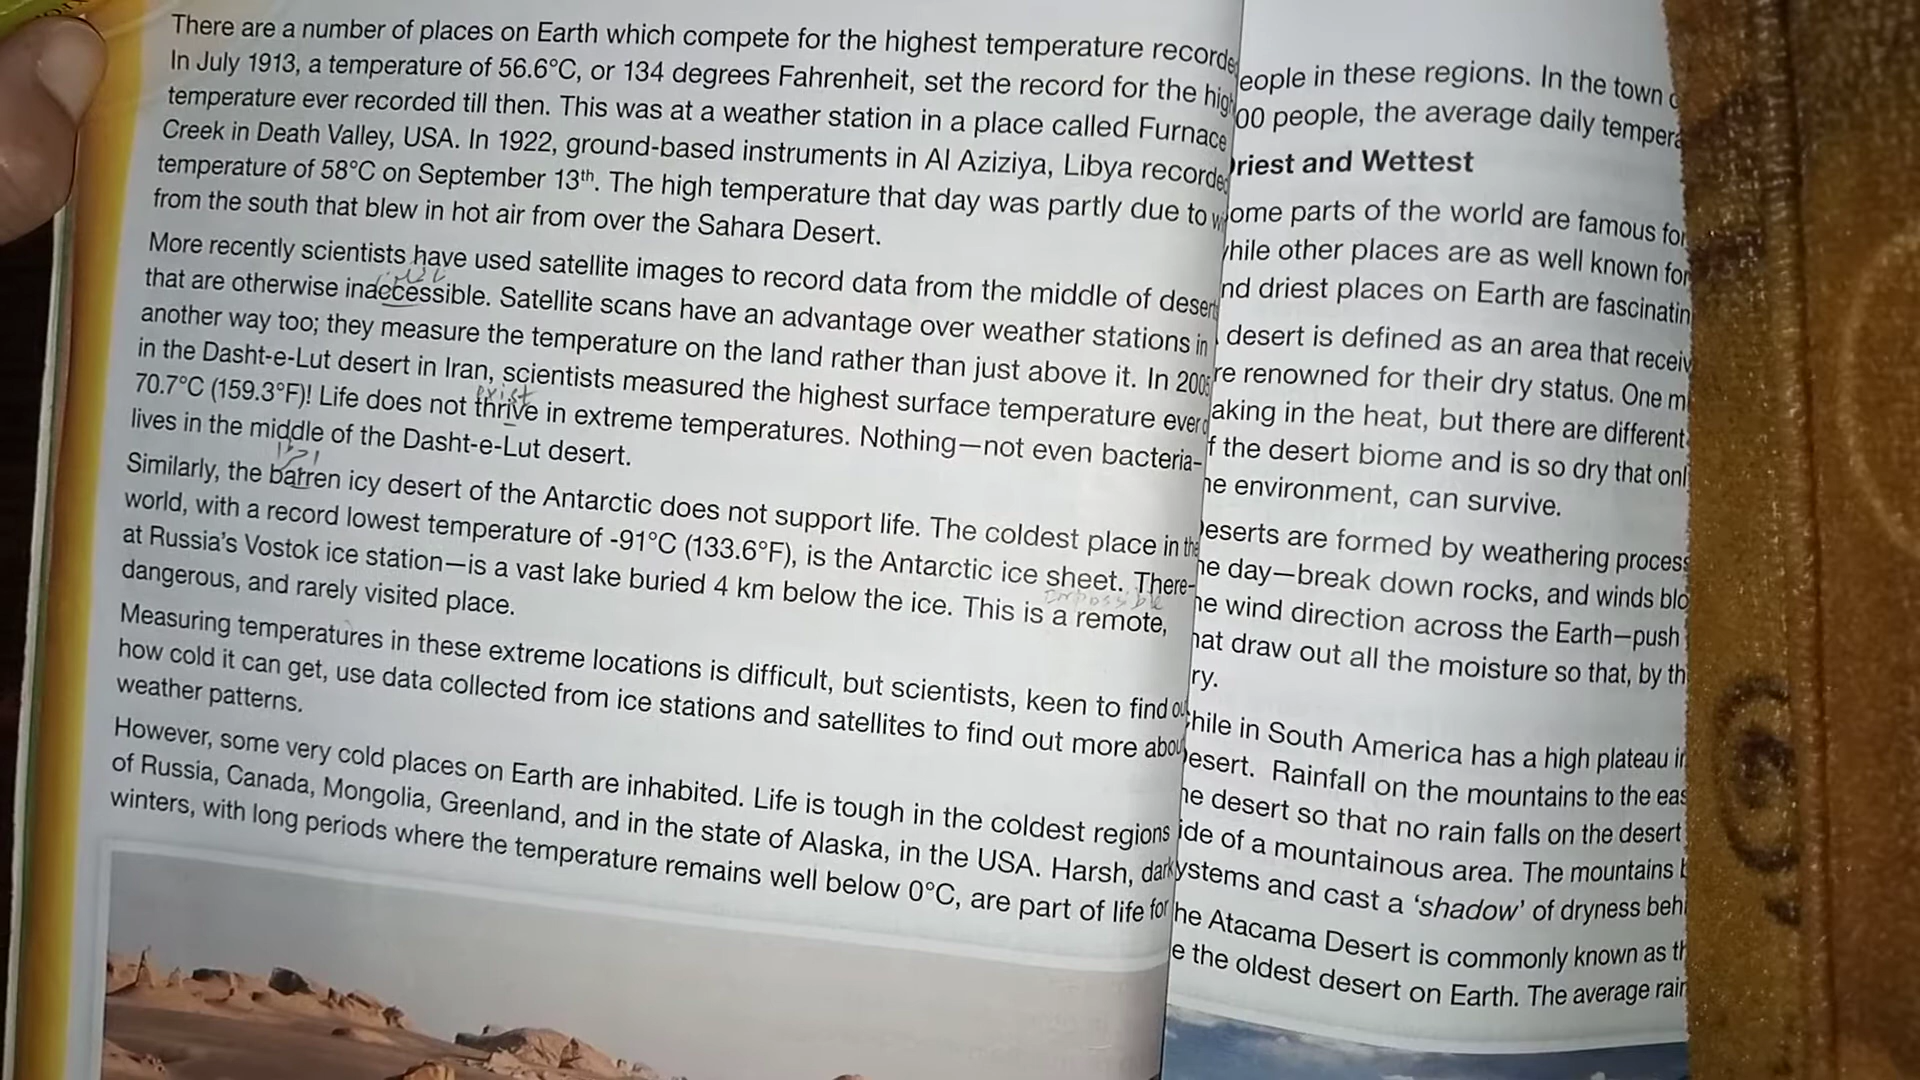 There are a number of places on Earth which compete for the highest temperature
In July 1913, a temperature of 56.6°C, or 134 degrees Fahrenheit, set the record for the
temperature ever recorded till then. This was at a weather station in a place called Furnace
Creek in Death Valley, USA. In 1922, ground-based instruments in Al Aziziya, Libya
temperature of 58°C on September 13th. The high temperature that day was partly due to
from the south that blew in hot air from over the Sahara Desert.
More recently scientists have used satellite images to record data from the middle of
that are otherwise inaccessible. Satellite scans have an advantage over weather stations in
another way too; they measure the temperature on the land rather than just above it. In
exist
in the Dasht-e-Lut desert in Iran, scientists measured the highest surface temperature ever
70.7°C (159.3°F)! Life does not thrive in extreme temperatures. Nothing—not even bacteria–
lives in the middle of the Dasht-e-Lut desert.
Similarly, the barren icy desert of the Antarctic does not support life. The coldest place in the
world, with a record lowest temperature of -91°C (133.6°F), is the Antarctic ice sheet. There–
at Russia's Vostok ice station—is a vast lake buried 4 km below the ice. This is a remote,
dangerous, and rarely visited place.
Measuring temperatures in these extreme locations is difficult, but scientists, keen to find
how cold it can get, use data collected from ice stations and satellites to find out more
weather patterns.
However, some very cold places on Earth are inhabited. Life is tough in the coldest regions
of Russia, Canada, Mongolia, Greenland, and in the state of Alaska, in the USA. Harsh, dark
winters, with long periods where the temperature remains well below 0°C, are part of life for
eople in these regions. In the town
00 people, the average daily
riest and Wettest
ome parts of the world are famous for
hile other places are as well known for
nd driest places on Earth are
desert is defined as an area that
re renowned for their dry status. One
aking in the heat, but there are different
f the desert biome and is so dry that
he environment, can survive.
eserts are formed by weathering
he day—break down rocks, and winds
he wind direction across the Earth—push
hat draw out all the moisture so that, by
ry.
hile in South America has a high plateau
esert. Rainfall on the mountains to the
he desert so that no rain falls on the desert
ide of a mountainous area. The mountains
ystems and cast a 'shadow' of dryness
he Atacama Desert is commonly known as
e the oldest desert on Earth. The average